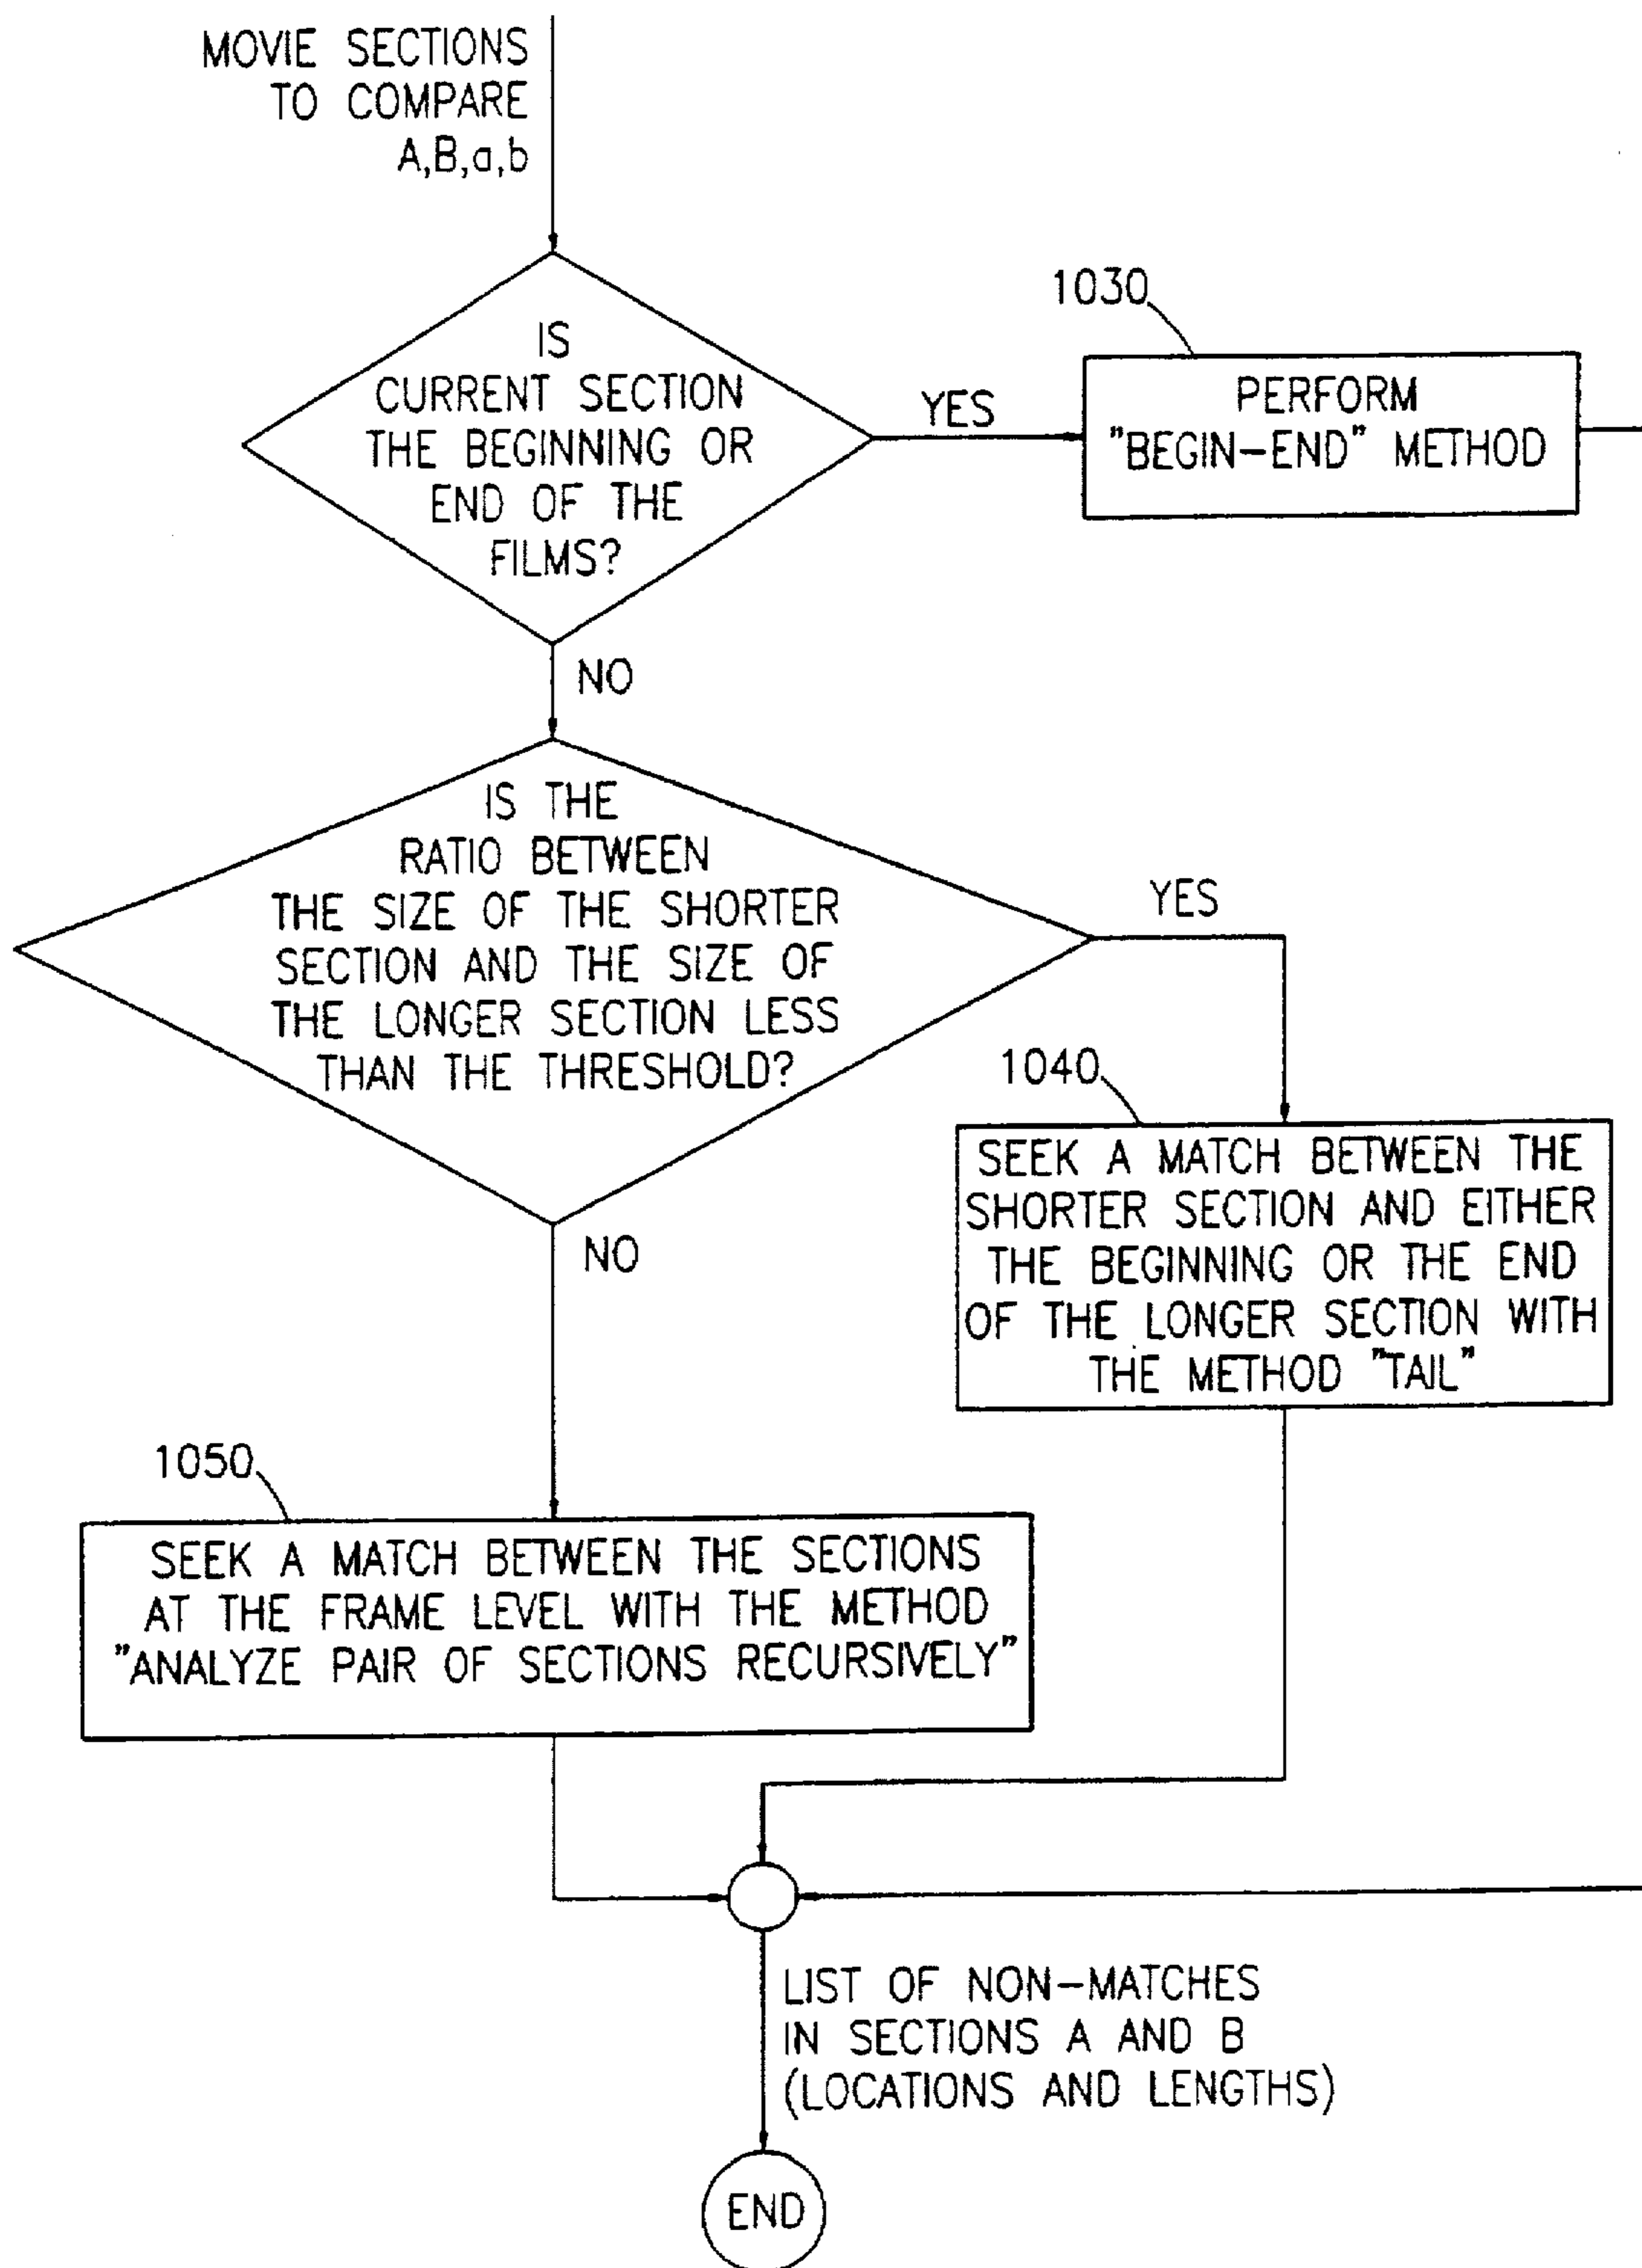 MOVIE SECTIONS
TO COMPARE
A,B,a,b
IS
CURRENT SECTION
THE BEGINNING OR
END OF THE
FILMS?
YES
1030
PERFORM
"BEGIN-END" METHOD
NO
IS THE
RATIO BETWEEN
THE SIZE OF THE SHORTER
SECTION AND THE SIZE OF
THE LONGER SECTION LESS
THAN THE THRESHOLD?
YES
1040
SEEK A MATCH BETWEEN THE
SHORTER SECTION AND EITHER
THE BEGINNING OR THE END
OF THE LONGER SECTION WITH
THE METHOD "TAIL"
NO
1050
SEEK A MATCH BETWEEN THE SECTIONS
AT THE FRAME LEVEL WITH THE METHOD
"ANALYZE PAIR OF SECTIONS RECURSIVELY"
LIST OF NON-MATCHES
IN SECTIONS A AND B
(LOCATIONS AND LENGTHS)
END